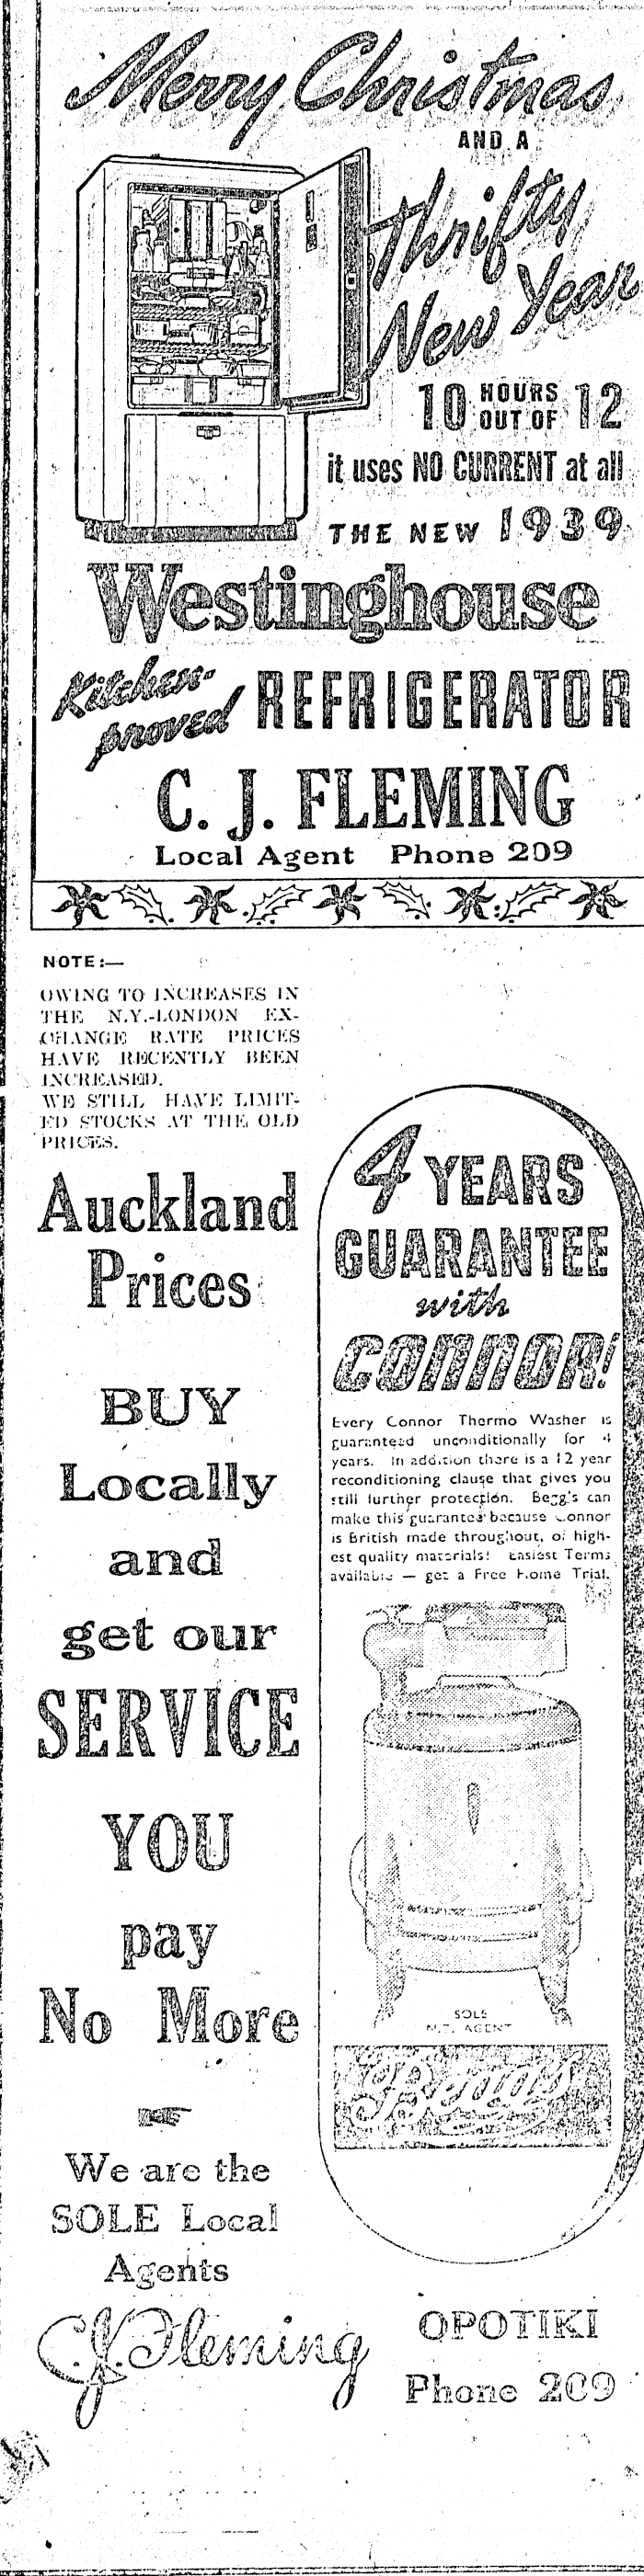 Merry Christmas
AND A
Thrifty
New Year
10 HOURS OUT OF 12
it uses NO CURRENT at all
THE NEW 1939
Westinghouse
Kitchen-proved REFRIGERATOR
C. J. FLEMING
Local Agent Phone 209
NOTE:—
OWING TO INCREASES IN
THE N.Y.-LONDON EX-
CHANGE RATE PRICES
HAVE RECENTLY BEEN
INCREASED.
WE STILL HAVE LIMIT-
ED STOCKS AT THE OLD
PRICES.
Auckland
Prices
BUY
Locally
and
get our
SERVICE
YOU
pay
No More
We are the
SOLE Local
Agents
C.J. Fleming
4 YEARS
GUARANTEE
with
CONNOR!
Every Connor Thermo Washer is
guaranteed unconditionally for 4
years. In addition there is a 12 year
reconditioning clause that gives you
still further protection. Begg's can
make this guarantee because Connor
is British made throughout, of high-
est quality materials! Easiest Terms
available — get a Free Home Trial.
SOLE
N.Z. AGENT
Begg's
OPOTIKI
Phone 209